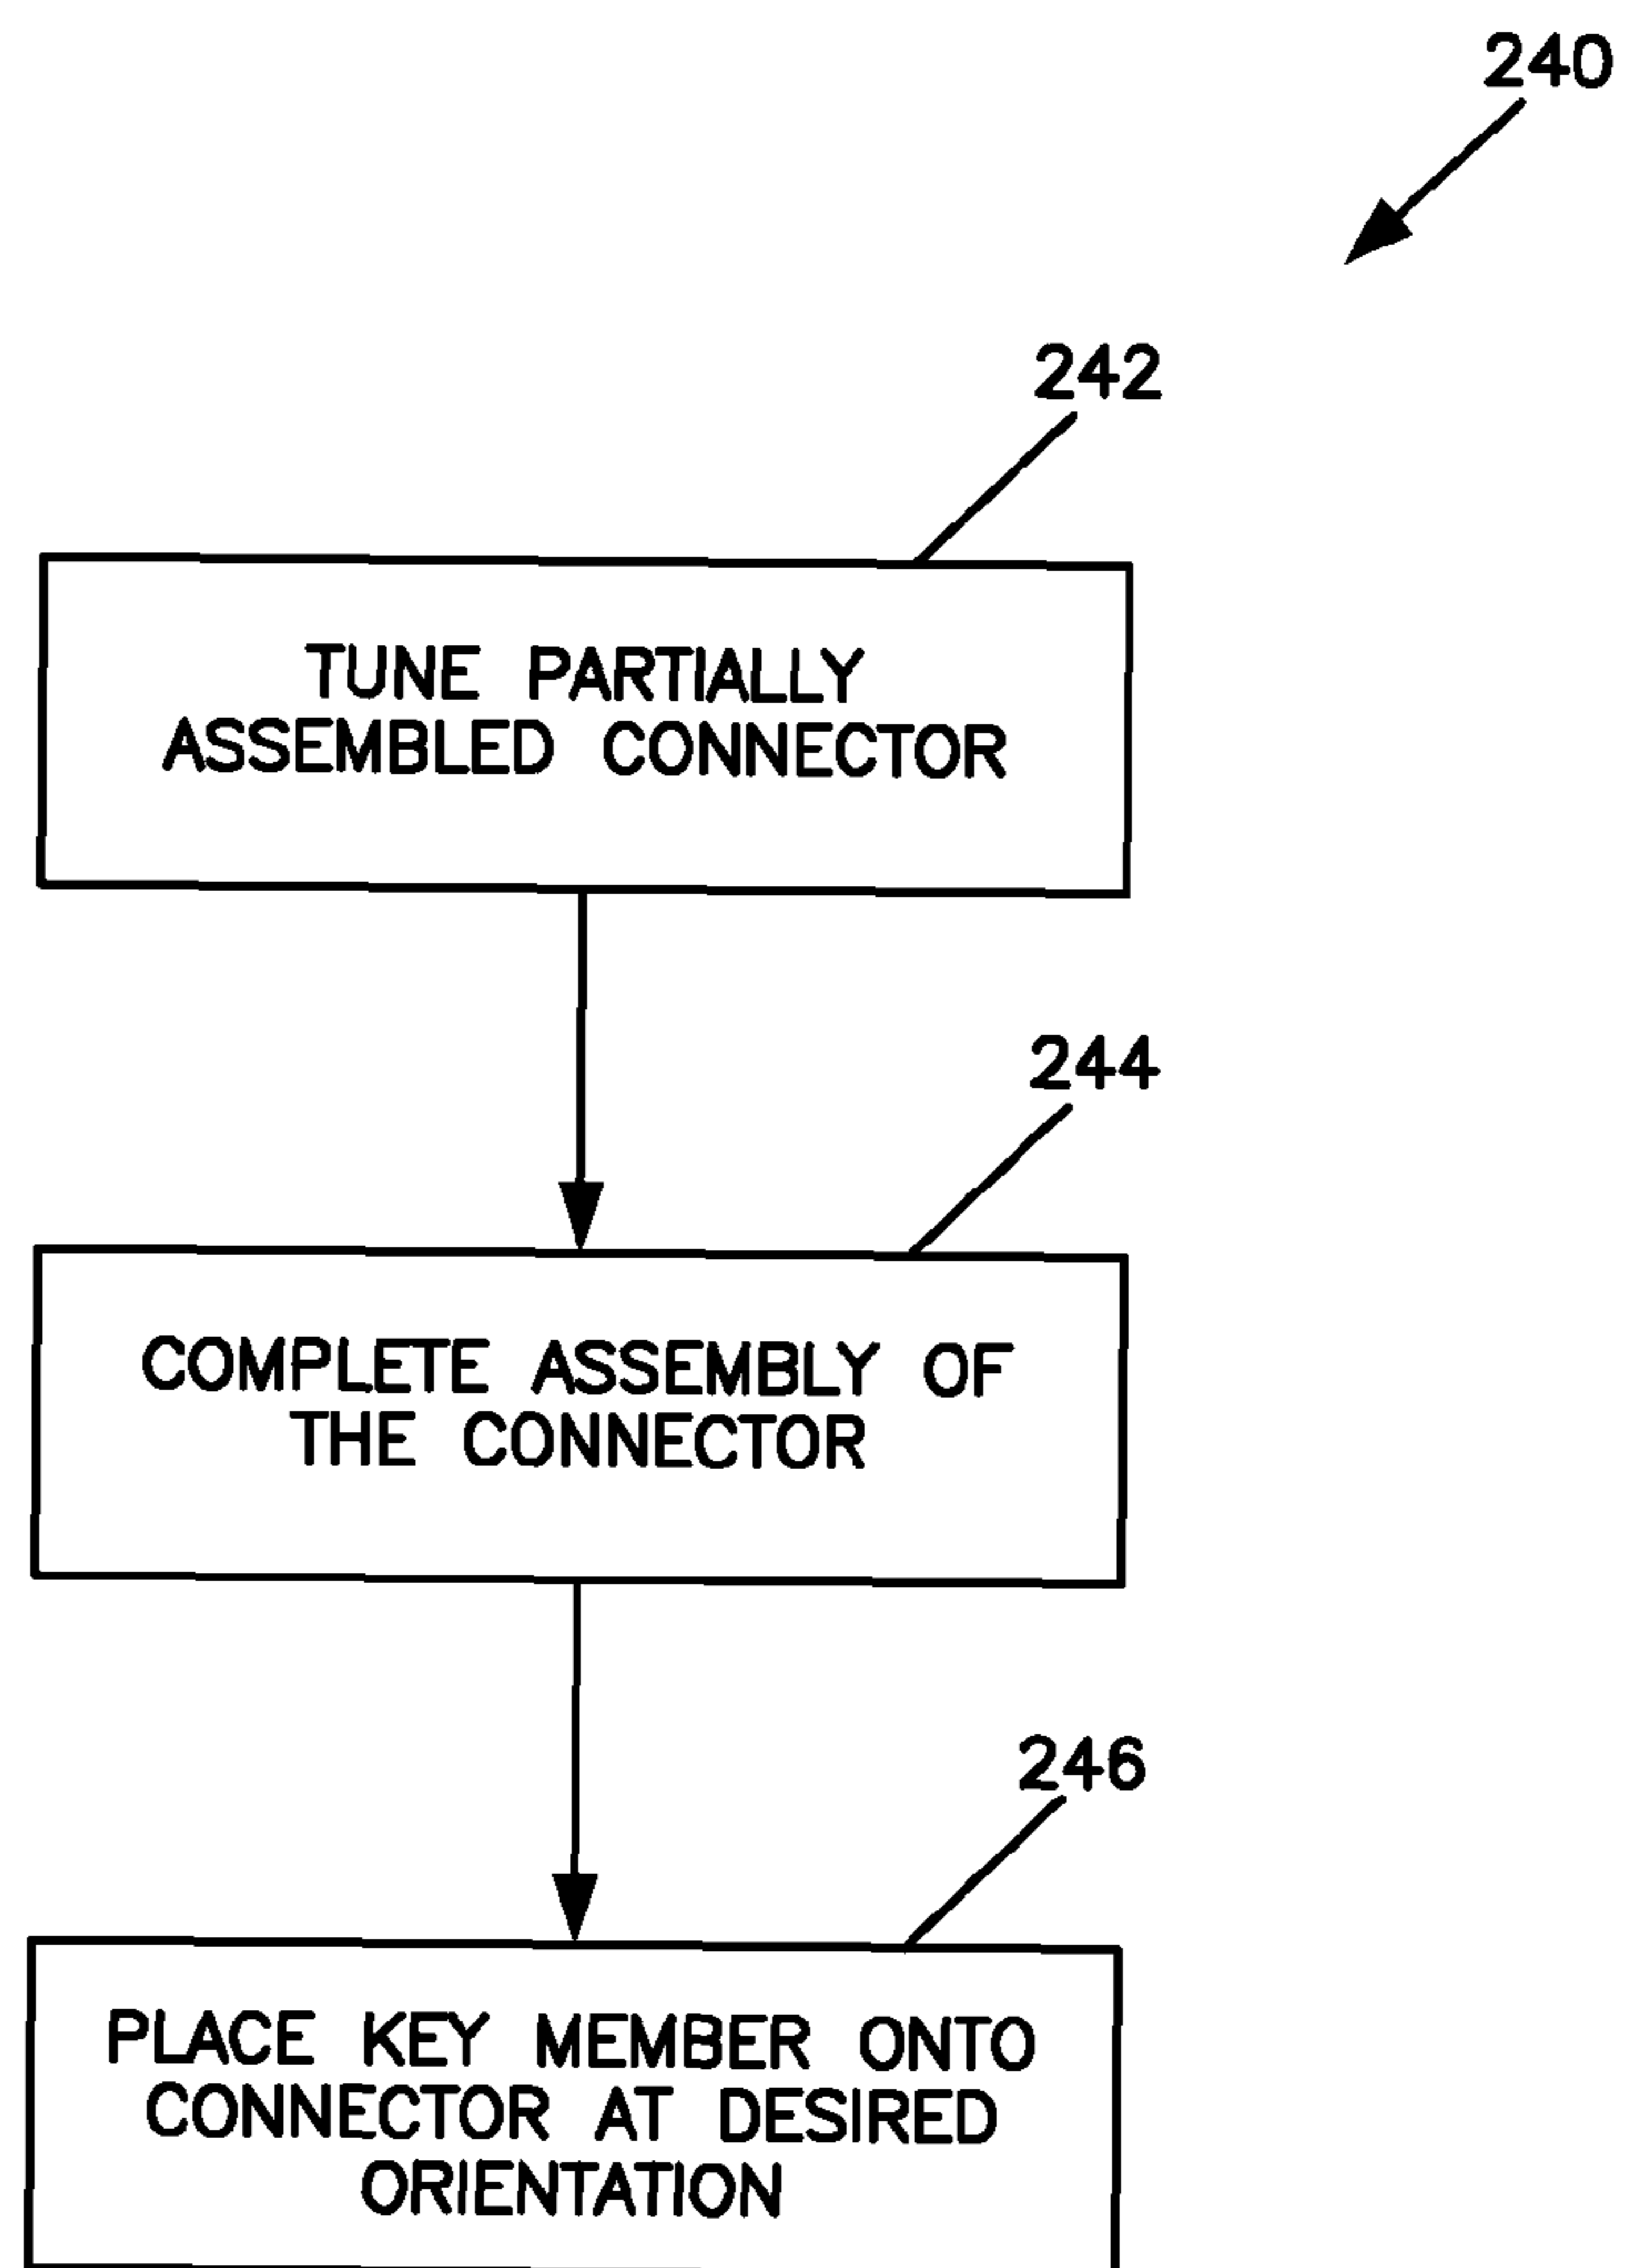 240
242
TUNE PARTIALLY
ASSEMBLED CONNECTOR
244
COMPLETE ASSEMBLY OF
THE CONNECTOR
246
PLACE KEY MEMBER ONTO
CONNECTOR AT DESIRED
ORIENTATION